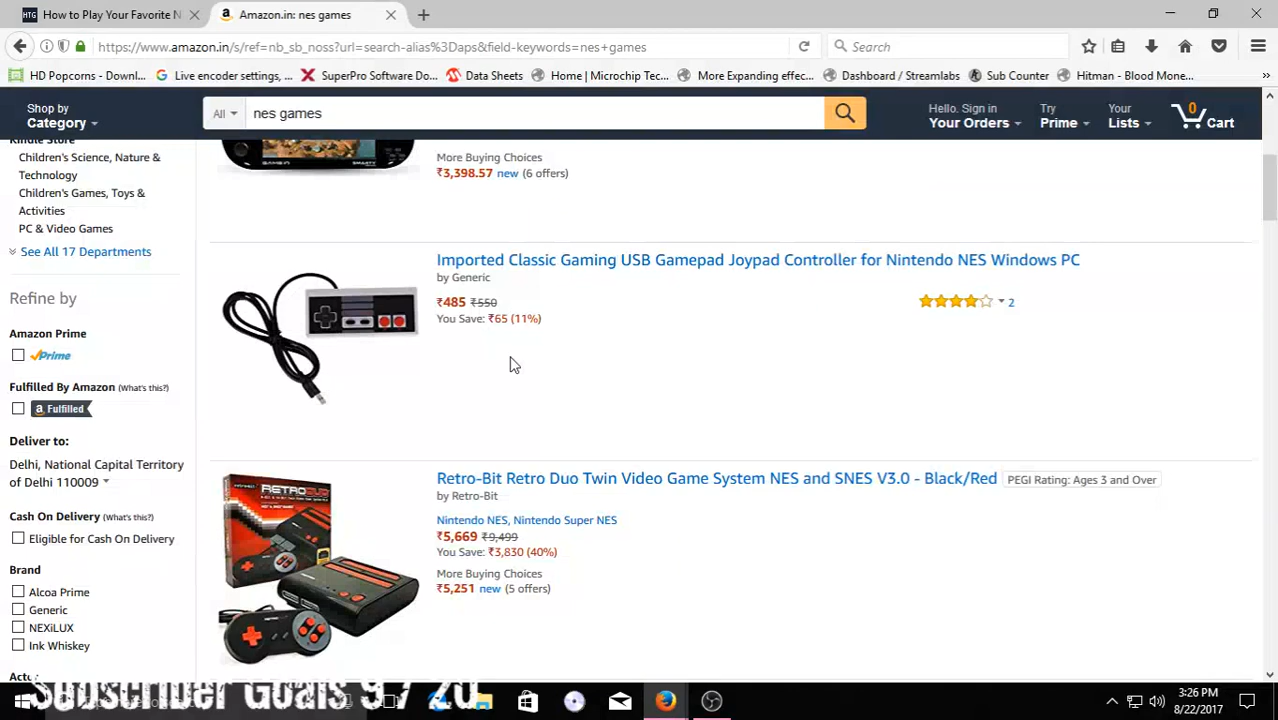 How to Play Your Favorite N
Amazon.in: nes games
https://www.amazon.in/s/ref=nb_sb_noss?url=search-alias%3Daps&field-keywords=nes+games
Search
HD Popcorns - Downl...
Live encoder settings, ...
SuperPro Software Do...
Data Sheets
Home | Microchip Tec...
More Expanding effec...
Dashboard / Streamlabs
Sub Counter
Hitman - Blood Mone...
Shop by
Category
All
nes games
Hello. Sign in
Your Orders
Try
Prime
Your
Lists
0
Cart
Kindle Store
Children's Science, Nature &
Technology
Children's Games, Toys &
Activities
PC & Video Games
See All 17 Departments
Refine by
Amazon Prime
Prime
Fulfilled By Amazon (What's this?)
Fulfilled
Deliver to:
Delhi, National Capital Territory
of Delhi 110009
Cash On Delivery (What's this?)
Eligible for Cash On Delivery
Brand
Alcoa Prime
Generic
NEXiLUX
Ink Whiskey
More Buying Choices
₹3,398.57 new (6 offers)
Imported Classic Gaming USB Gamepad Joypad Controller for Nintendo NES Windows PC
by Generic
₹485 ₹550
You Save: ₹65 (11%)
2
Retro-Bit Retro Duo Twin Video Game System NES and SNES V3.0 - Black/Red
PEGI Rating: Ages 3 and Over
by Retro-Bit
Nintendo NES, Nintendo Super NES
₹5,669 ₹9,499
You Save: ₹3,830 (40%)
More Buying Choices
₹5,251 new (5 offers)
Subscriber Goals 9 / 20
3:26 PM
8/22/2017